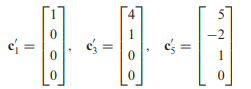 c′₁ = [1 0 0 0], c′₃ = [4 1 0 0], c′₅ = [5 −2 1 0]